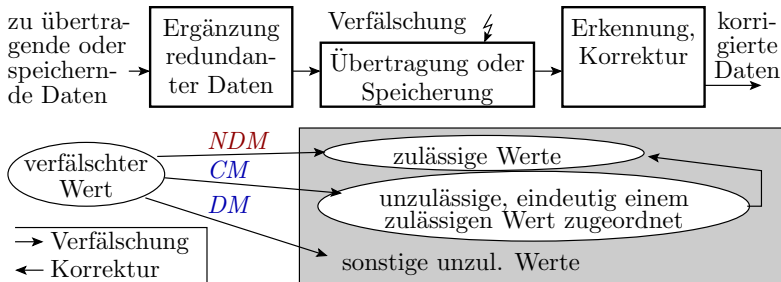 zu übertra-
gende oder
speichern-
de Daten
Ergänzung
redundan-
ter Daten
Verfälschung
Übertragung oder
Speicherung
Erkennung,
Korrektur
korri-
gierte
Daten
verfälschter
Wert
NDM
CM
DM
zulässige Werte
unzulässige, eindeutig einem
zulässigen Wert zugeordnet
sonstige unzul. Werte
Verfälschung
Korrektur